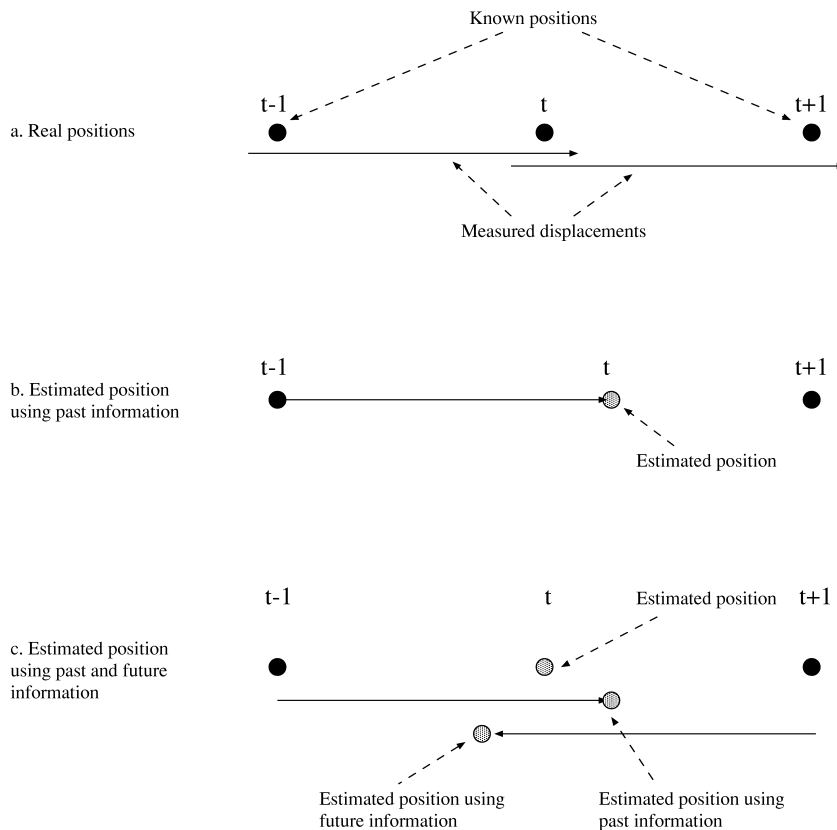 Known positions
t-1
t
t+1
a. Real positions
Measured displacements
t-1
t
t+1
b. Estimated position
using past information
Estimated position
t-1
t
Estimated position
t+1
c. Estimated position
using past and future
information
Estimated position using
future information
Estimated position using
past information